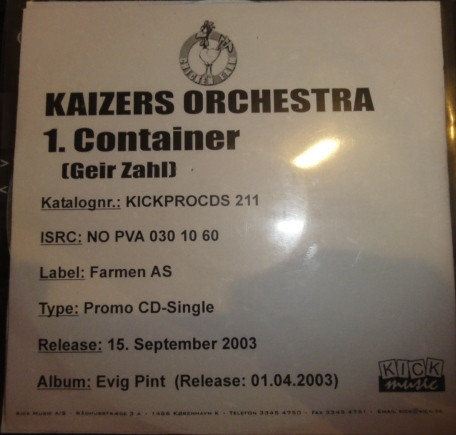 KAIZERS ORCHESTRA
1. Container
(Geir Zahl)
Katalognr.: KICKPROCDS 211
ISRC: NO PVA 030 10 60
Label: Farmen AS
Type: Promo CD-Single
Release: 15. September 2003
Album: Evig Pint (Release: 01.04.2003)
KICK
music